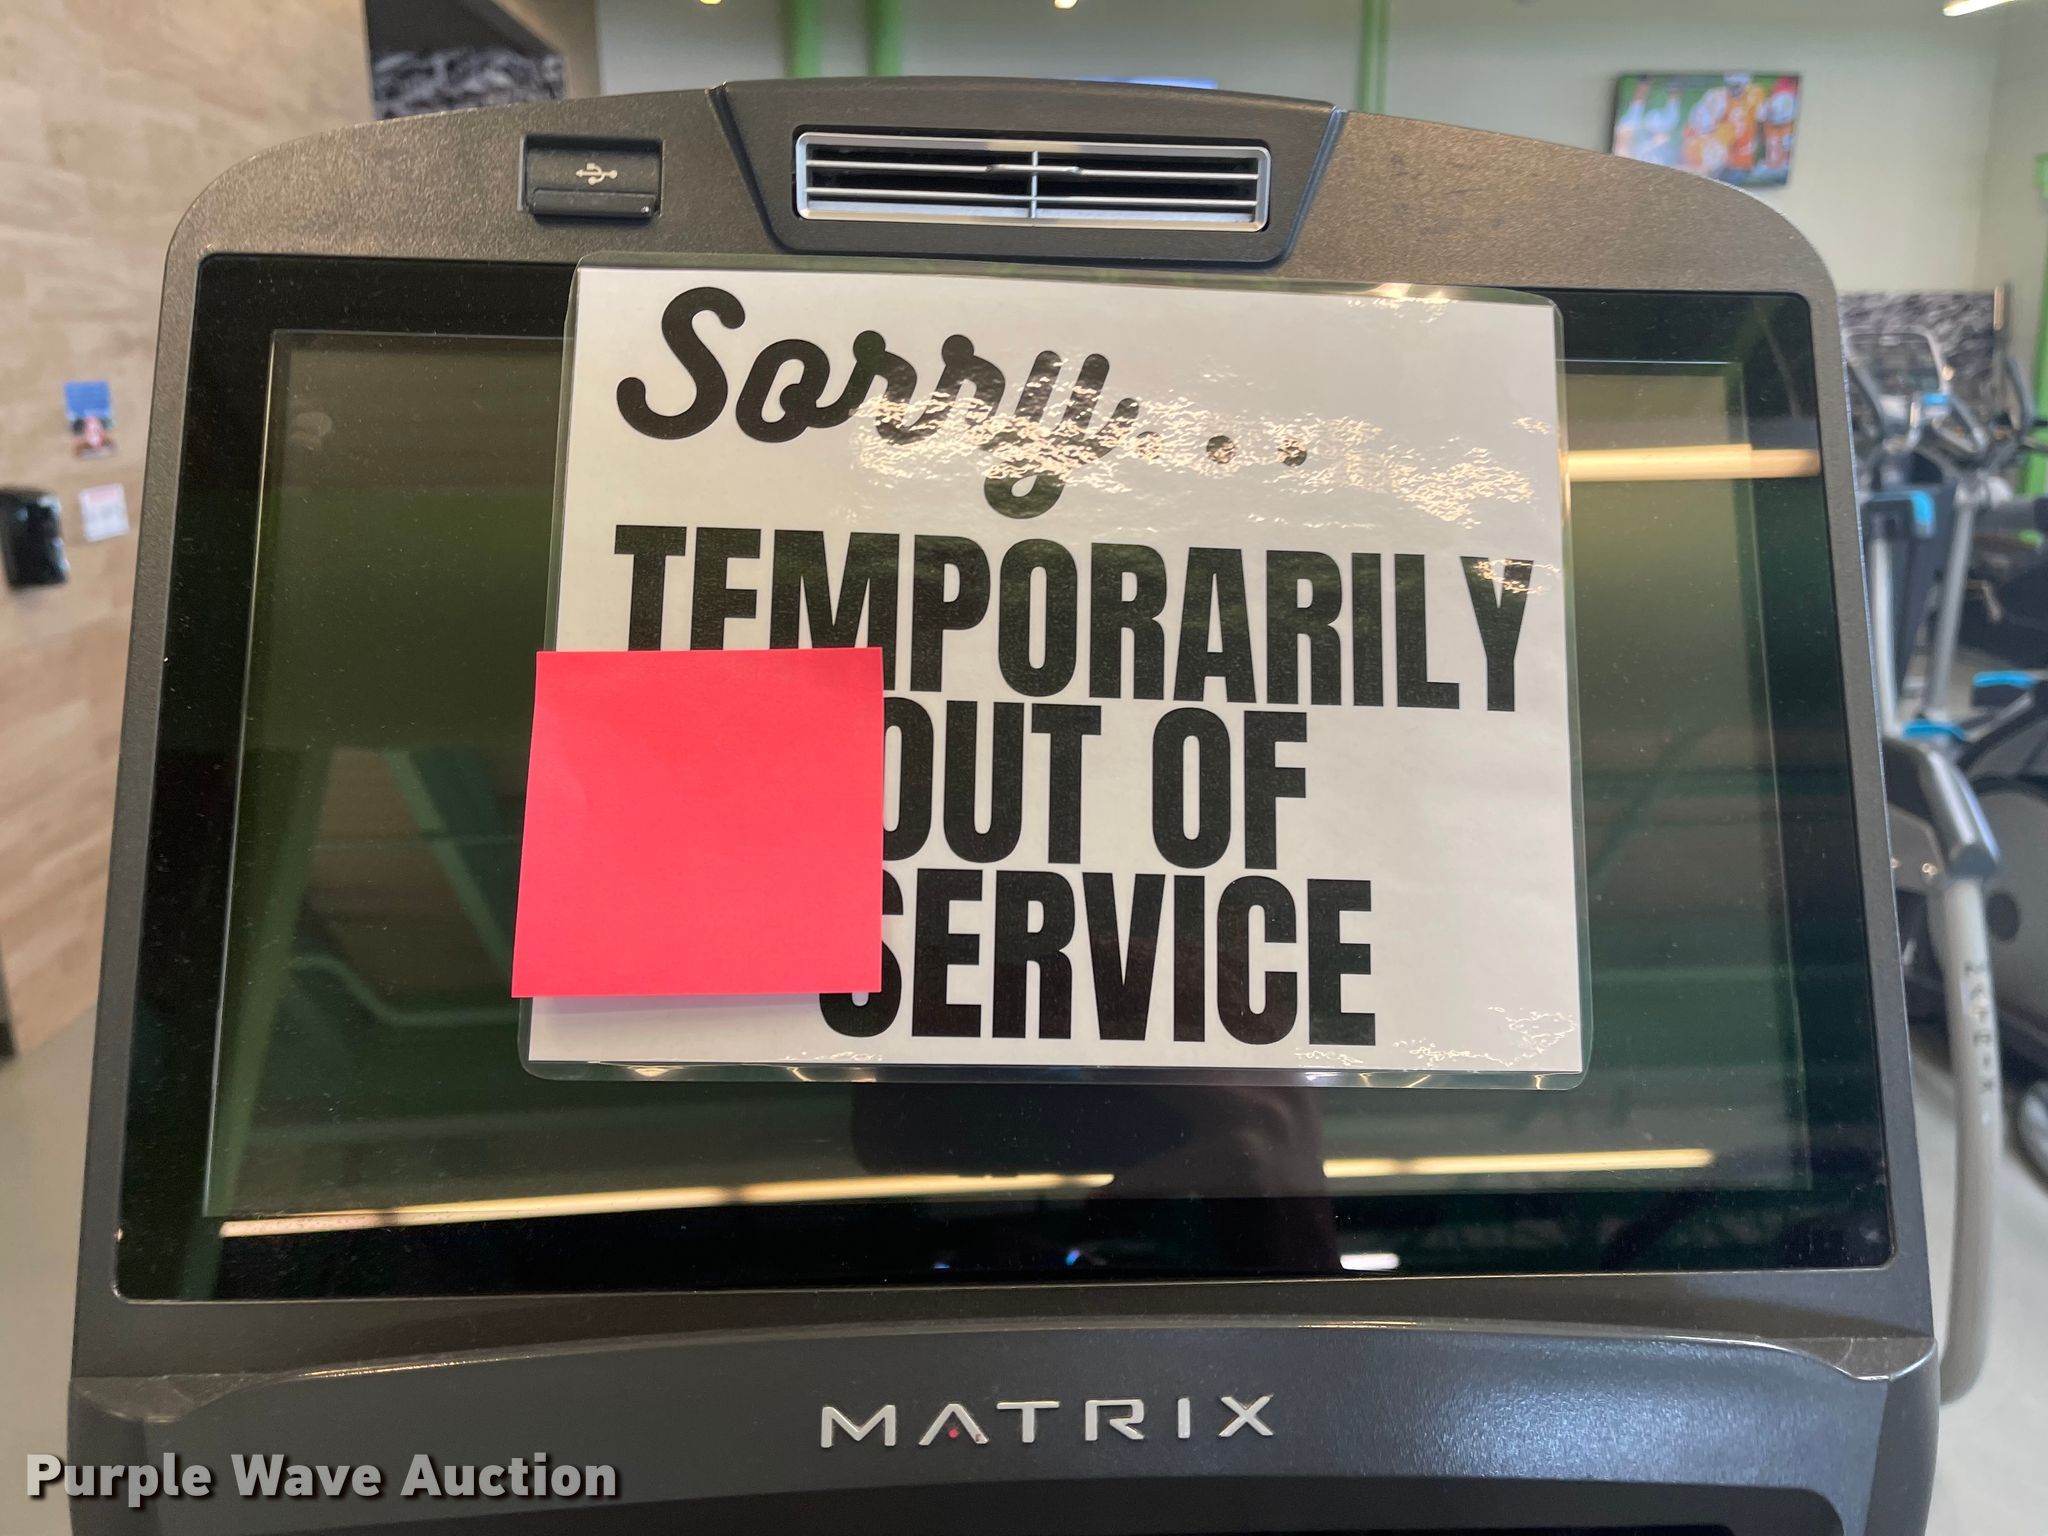 Sorry...
TEMPORARILY
OUT OF
SERVICE
MATRIX
Purple Wave Auction